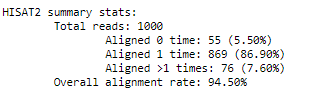 HISAT2 summary stats:
Total reads: 1000
Aligned 0 time: 55 (5.50%)
Aligned 1 time: 869 (86.90%)
Aligned >1 times: 76 (7.60%)
Overall alignment rate: 94.50%